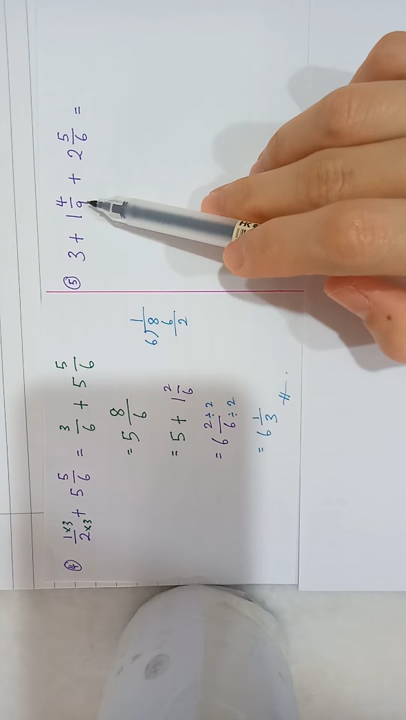 ④ 1×3/2×3 + 5 5/6 = 3/6 + 5 5/6
= 5 8/6
= 5 + 1 2/6
= 6 2÷2/6÷2
= 6 1/3 #.
1
6)8
6
2
⑤ 3 + 1 4/9 + 2 5/6 =